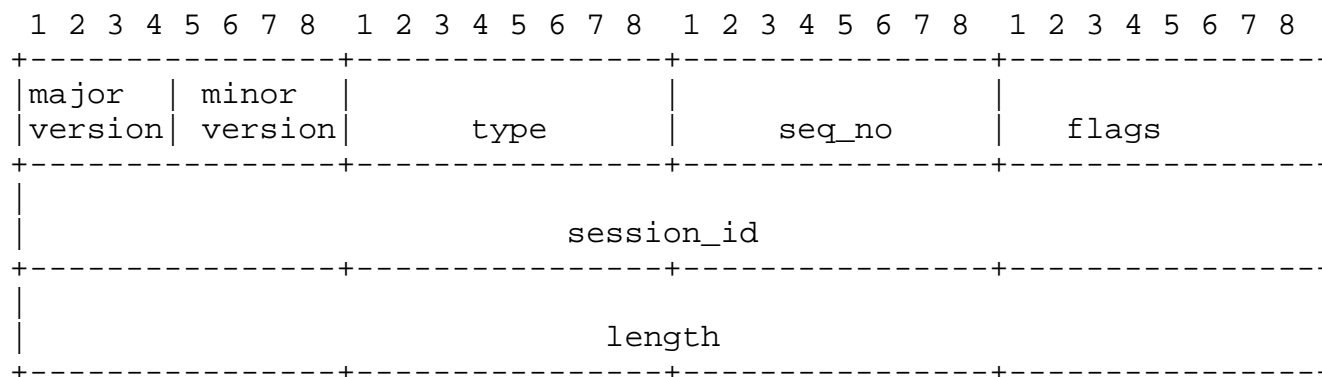 1 2 3 4 5 6 7 8 1 2 3 4 5 6 7 8 1 2 3 4 5 6 7 8 1 2 3 4 5 6 7 8
+----------------+----------------+----------------+----------------
|major | minor | | |
|version| version| type | seq_no | flags
+----------------+----------------+----------------+----------------
|
| session_id
+----------------+----------------+----------------+----------------
|
| length
+----------------+----------------+----------------+----------------